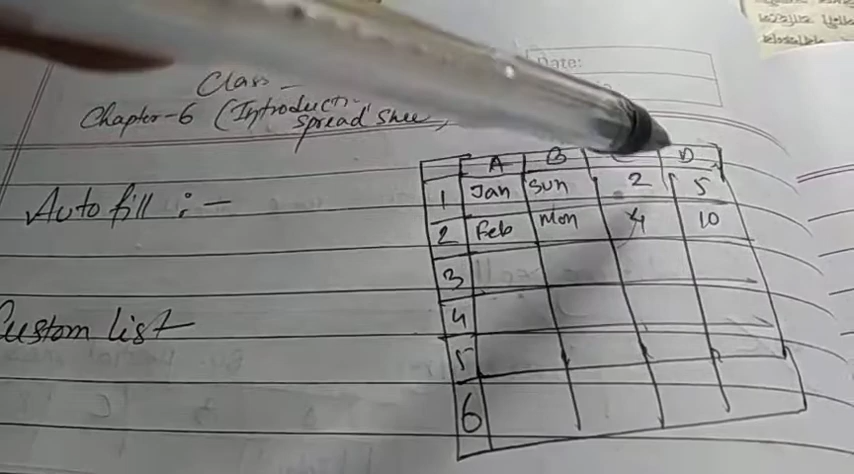 Date:
Class -
Chapter-6 (Introducti
spread shee
A B C D
1 Jan Sun 2 5
2 Feb Mon 4 10
3
4
5
6
Auto fill :-
Custom list